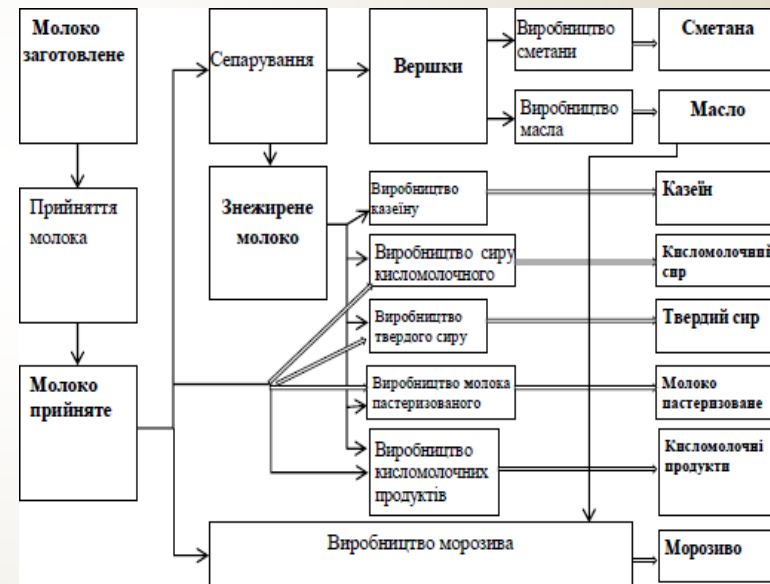 Молоко
заготовлене
Сепарування
Вершки
Виробництво
сметани
Сметана
Виробництво
масла
Масло
Прийняття
молока
Знежирене
молоко
Виробництво
казеїну
Казеїн
Виробництво сиру
кисломолочного
Кисломолочний
сир
Виробництво
твердого сиру
Твердий сир
Молоко
прийняте
Виробництво молока
пастеризованого
Молоко
пастеризоване
Виробництво
кисломолочних
продуктів
Кисломолочні
продукти
Виробництво морозива
Морозиво